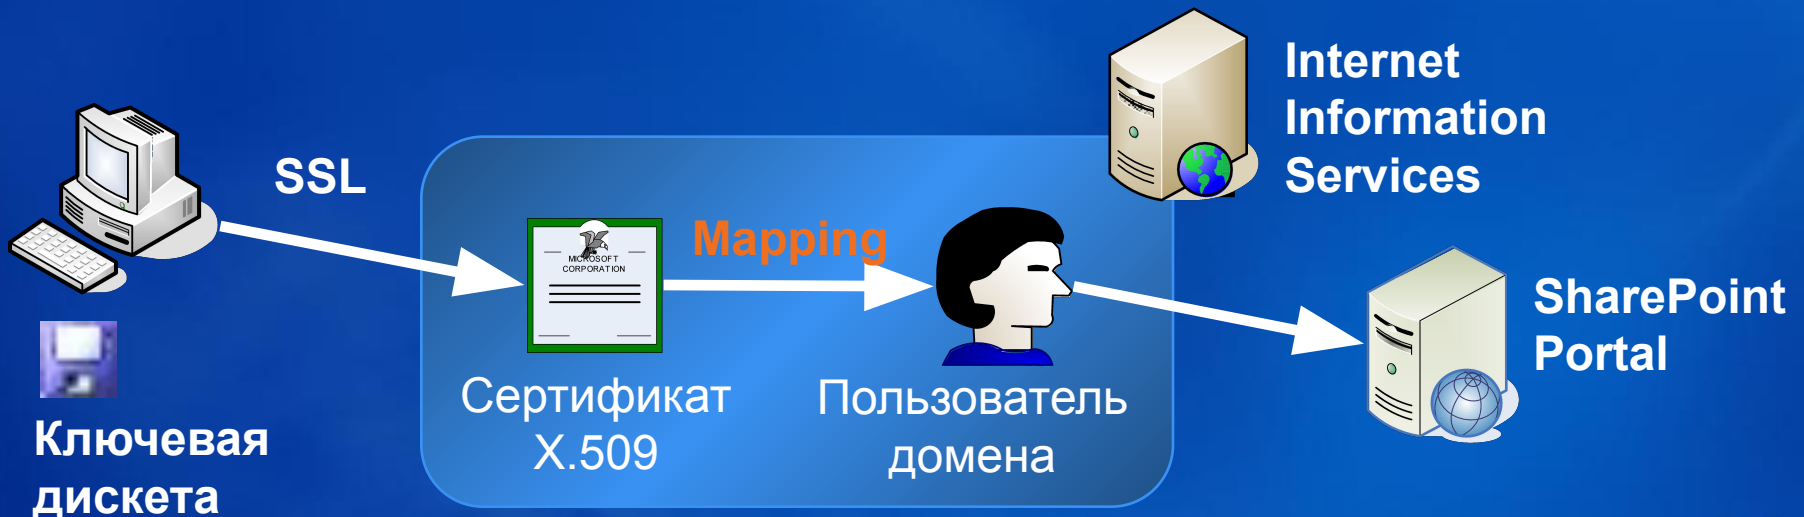 SSL
Ключевая
дискета
MICROSOFT
CORPORATION
Сертификат
X.509
Mapping
Пользователь
домена
Internet
Information
Services
SharePoint
Portal